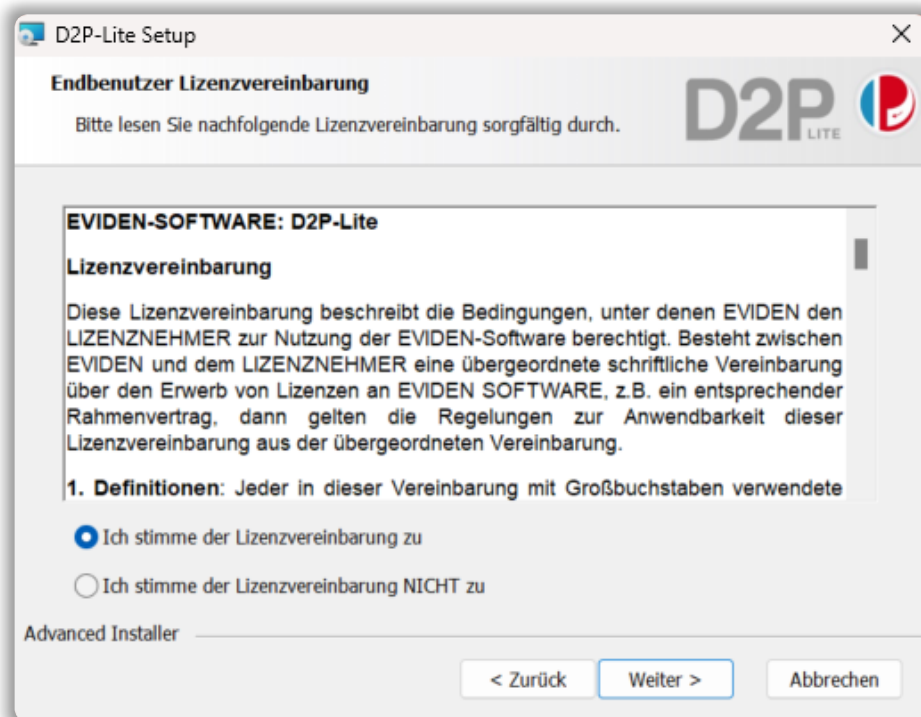 D2P-Lite Setup
Endbenutzer Lizenzvereinbarung
Bitte lesen Sie nachfolgende Lizenzvereinbarung sorgfältig durch.
D2P LITE
EVIDEN-SOFTWARE: D2P-Lite
Lizenzvereinbarung
Diese Lizenzvereinbarung beschreibt die Bedingungen, unter denen EVIDEN den
LIZENZNEHMER zur Nutzung der EVIDEN-Software berechtigt. Besteht zwischen
EVIDEN und dem LIZENZNEHMER eine übergeordnete schriftliche Vereinbarung
über den Erwerb von Lizenzen an EVIDEN SOFTWARE, z.B. ein entsprechender
Rahmenvertrag, dann gelten die Regelungen zur Anwendbarkeit dieser
Lizenzvereinbarung aus der übergeordneten Vereinbarung.
1. Definitionen: Jeder in dieser Vereinbarung mit Großbuchstaben verwendete
Ich stimme der Lizenzvereinbarung zu
Ich stimme der Lizenzvereinbarung NICHT zu
Advanced Installer
< Zurück
Weiter >
Abbrechen